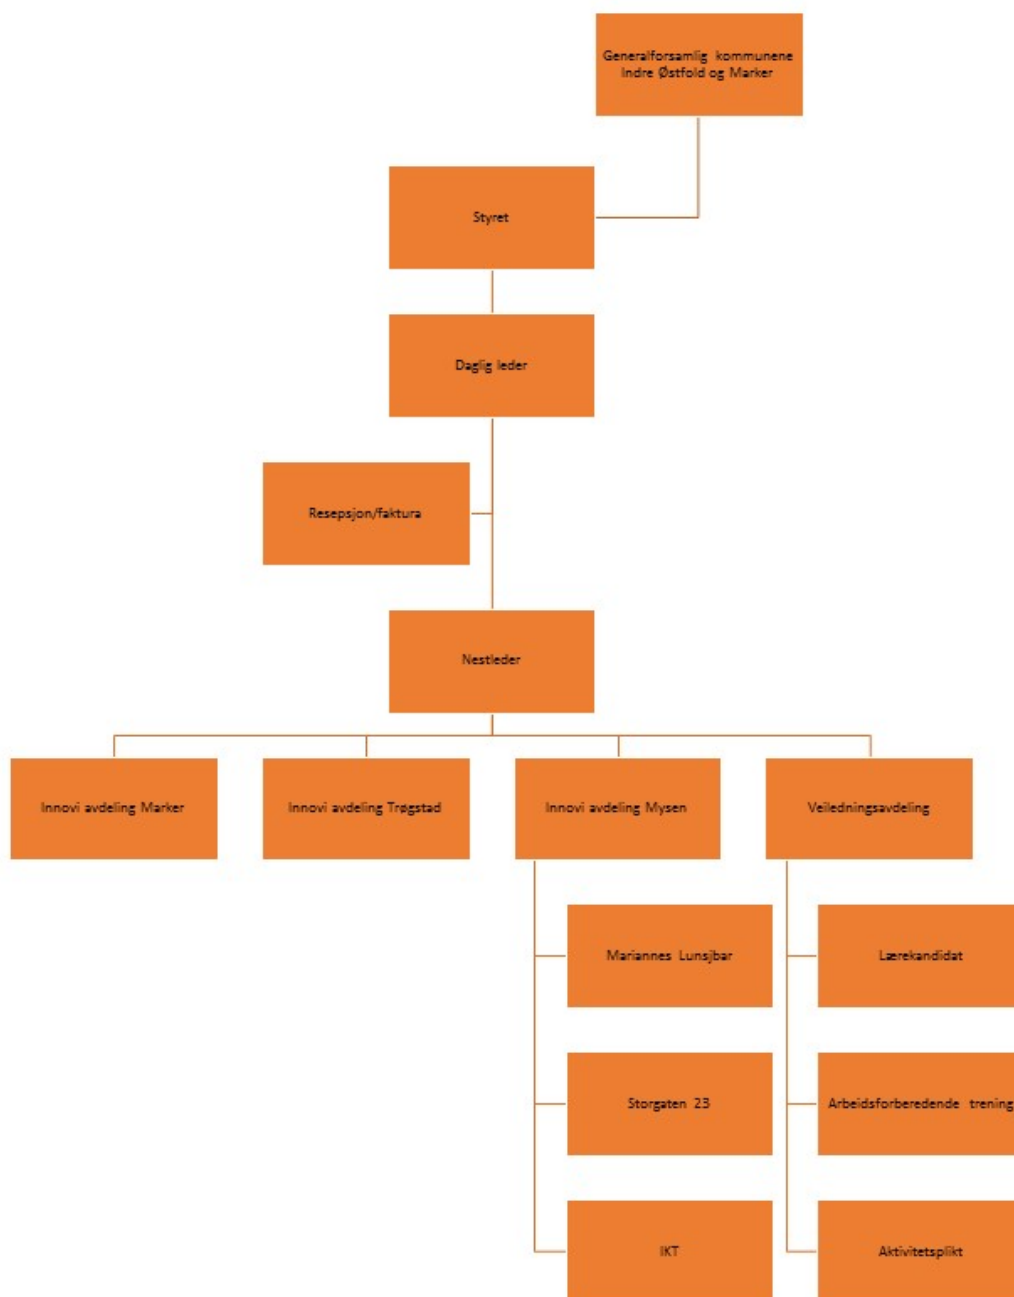 Generalforsamlig kommunene
Indre Østfold og Marker
Styret
Daglig leder
Resepsjon/faktura
Nestleder
Innovi avdeling Marker
Innovi avdeling Trøgstad
Innovi avdeling Mysen
Veiledningsavdeling
Mariannes Lunsjbar
Lærekandidat
Storgaten 23
Arbeidsforberedende trening
IKT
Aktivitetsplikt